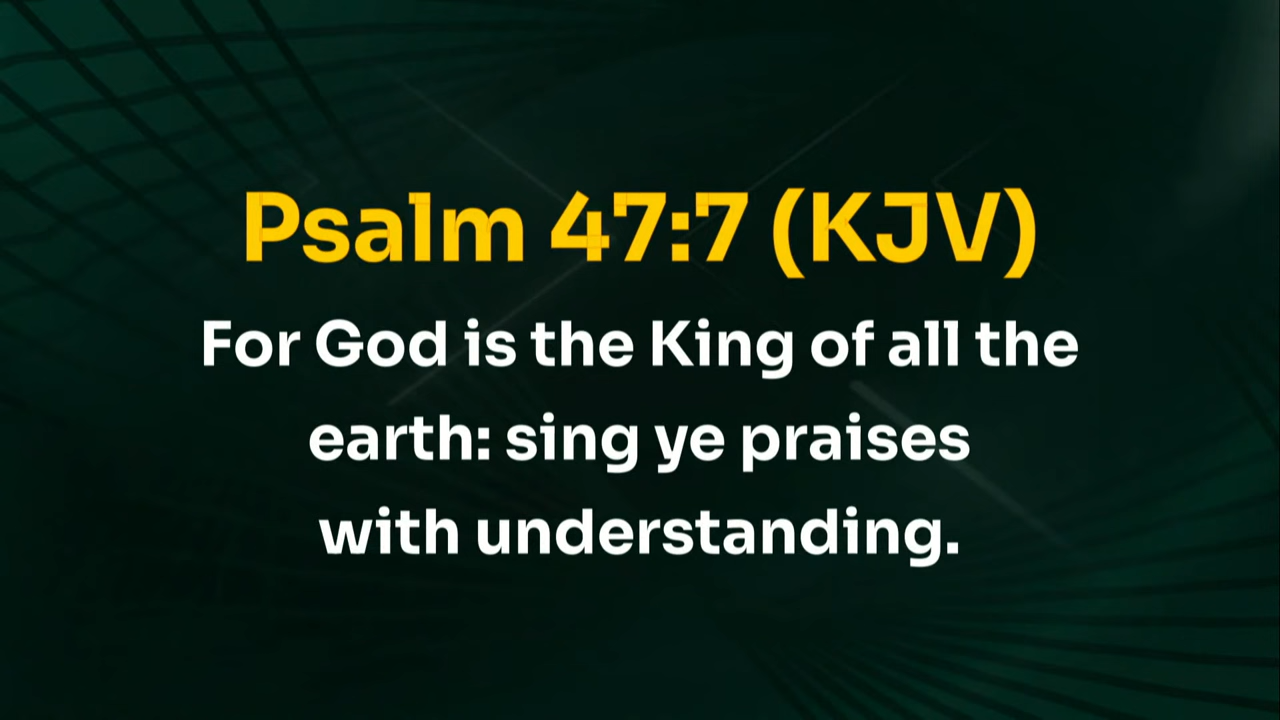 Psalm 47:7 (KJV)
For God is the King of all the
earth: sing ye praises
with understanding.